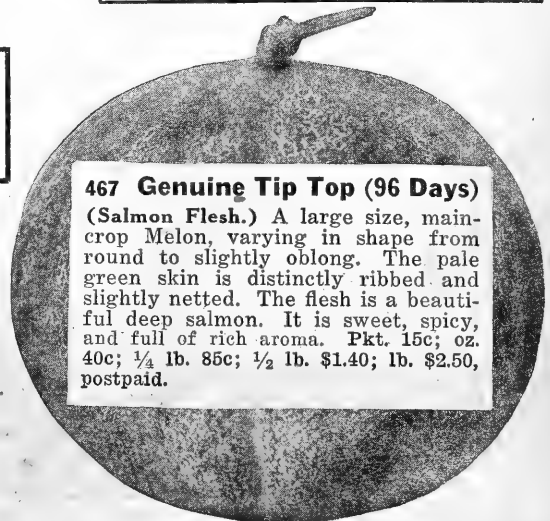 467 Genuine Tip Top (96 Days)
(Salmon Flesh.) A large size, main-
crop Melon, varying in shape from
round to slightly oblong. The pale
green skin is distinctly ribbed and
slightly netted. The flesh is a beauti-
ful deep salmon. It is sweet, spicy,
and full of rich aroma. Pkt. 15c; oz.
40c; ¼ lb. 85c; ½ lb. $1.40; lb. $2.50,
postpaid.